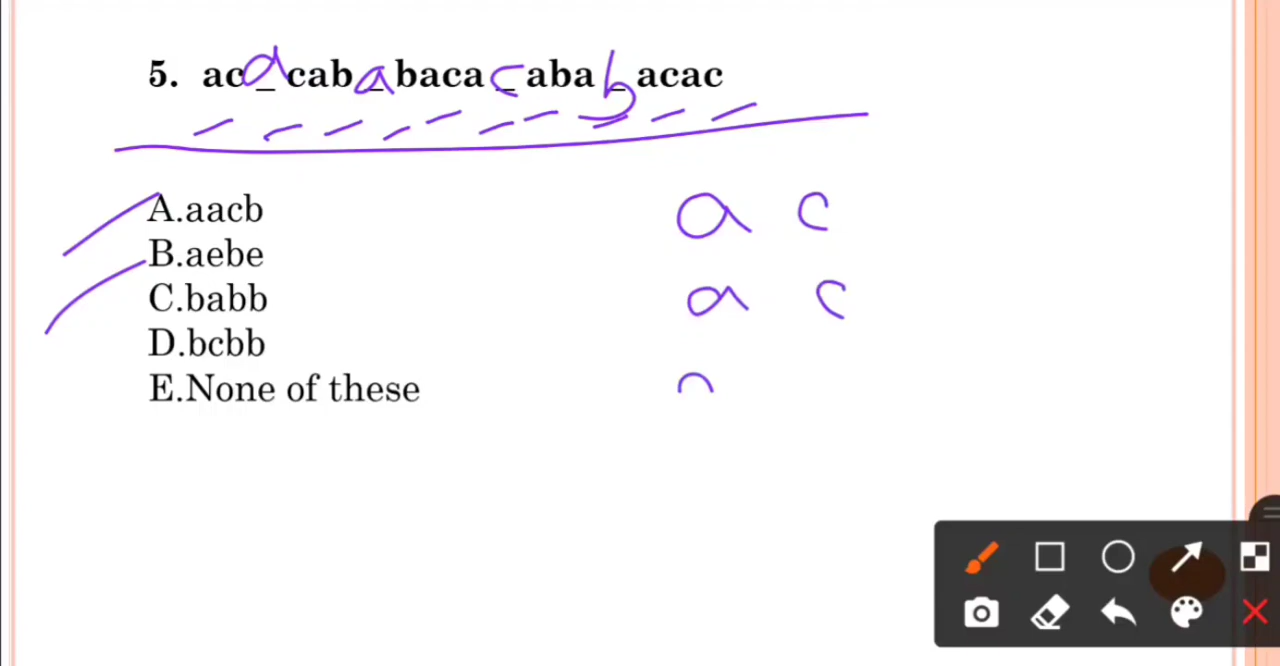 5. ac_cab_baca_aba_acac
a a c b
A.aacb
B.aebe
C.babb
D.bcbb
E.None of these
a c
a c